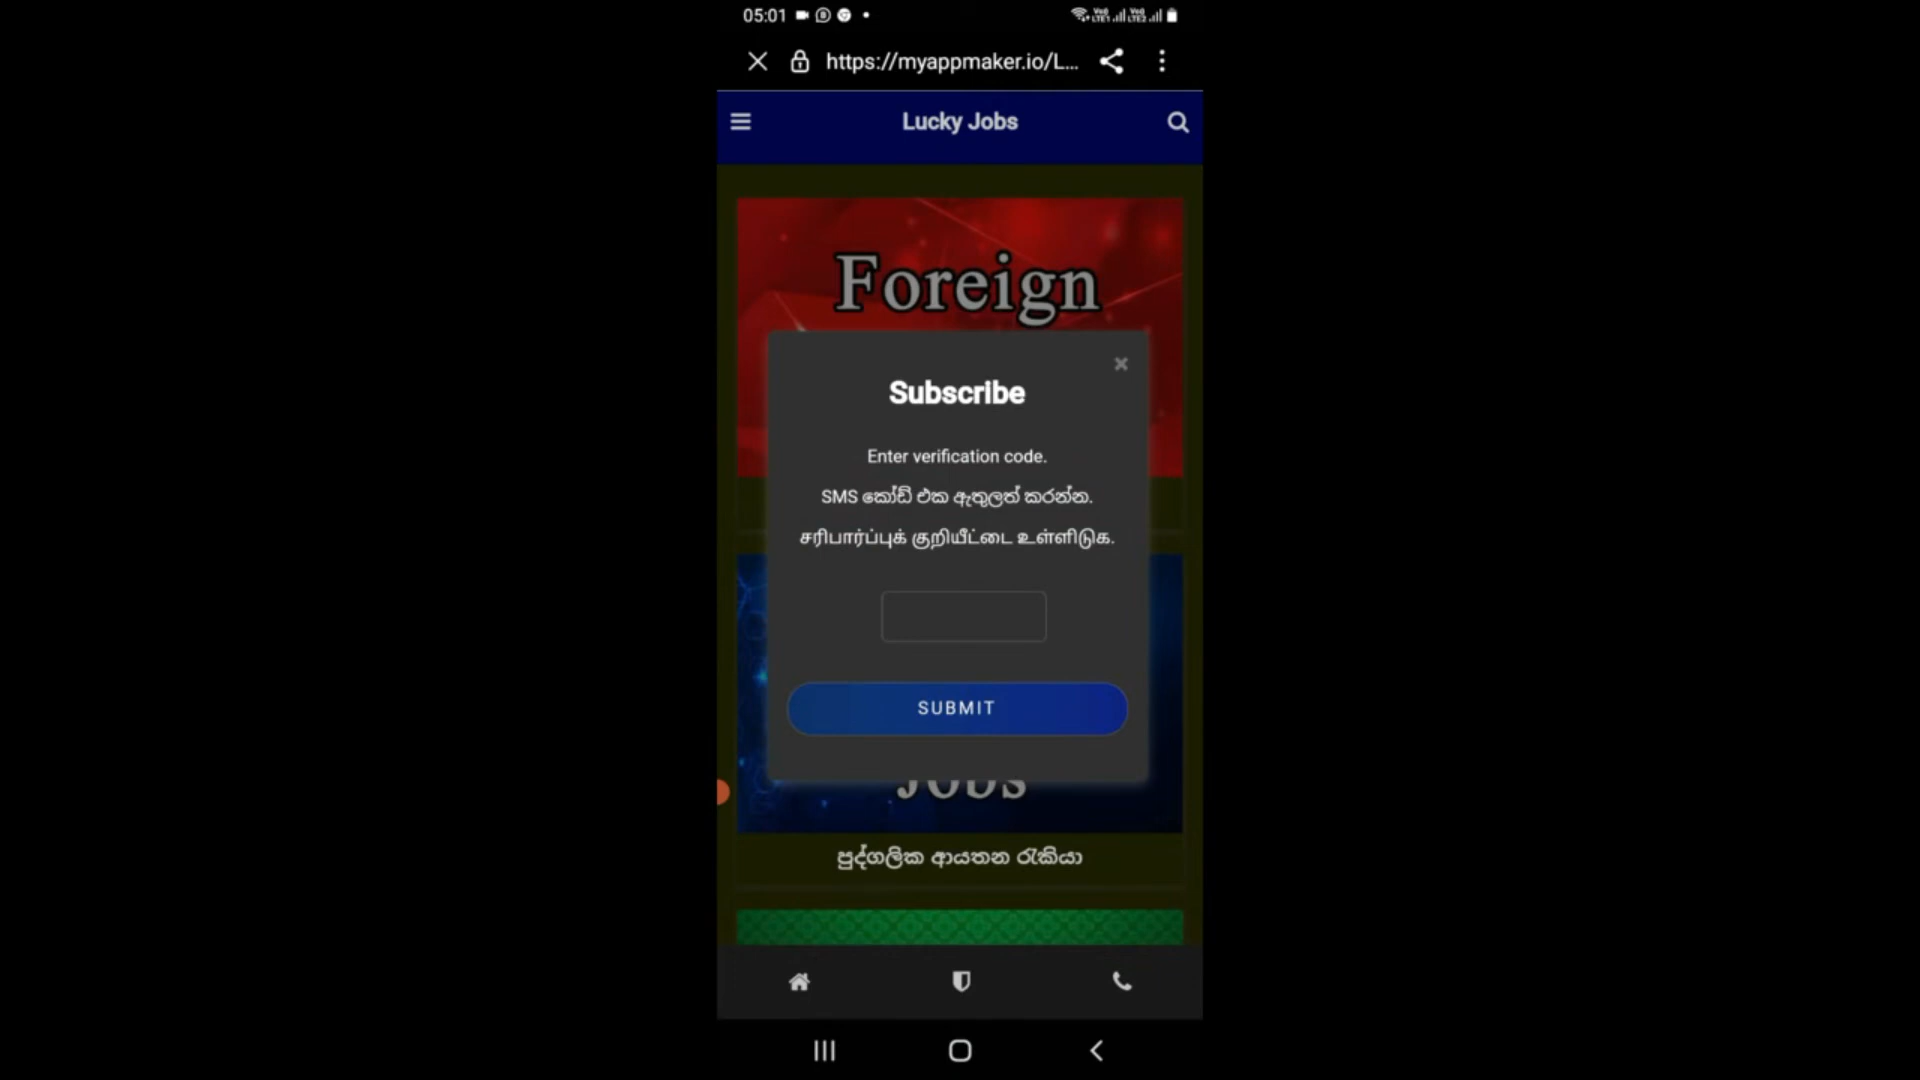 05:01
https://myappmaker.io/L...
Lucky Jobs
Foreign
Subscribe
Enter verification code.
SMS කෝඩ් එක ඇතුලත් කරන්න.
சரிபார்ப்புக் குறியீட்டை உள்ளிடுக.
SUBMIT
Jobs
පුද්ගලික ආයතන රැකියා